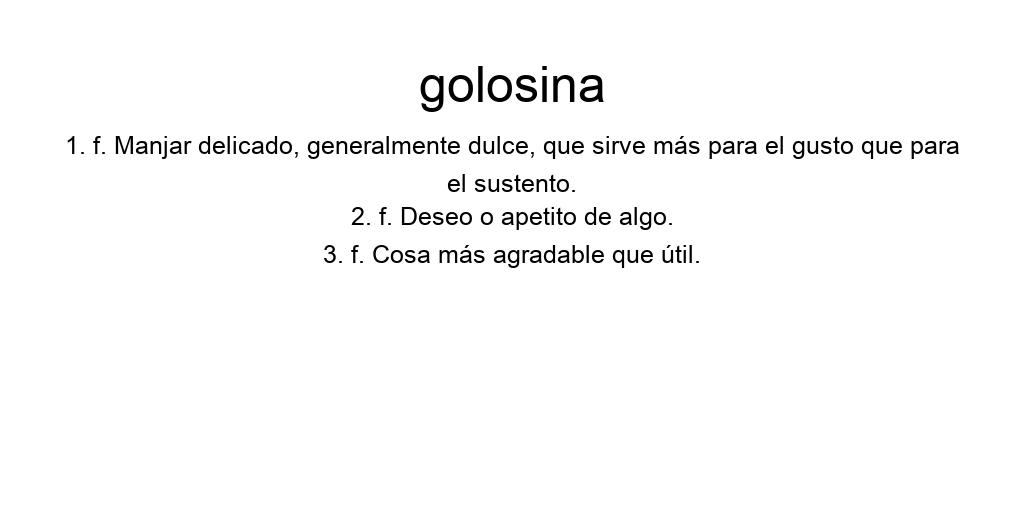 golosina
1. f. Manjar delicado, generalmente dulce, que sirve más para el gusto que para
el sustento.
2. f. Deseo o apetito de algo.
3. f. Cosa más agradable que útil.